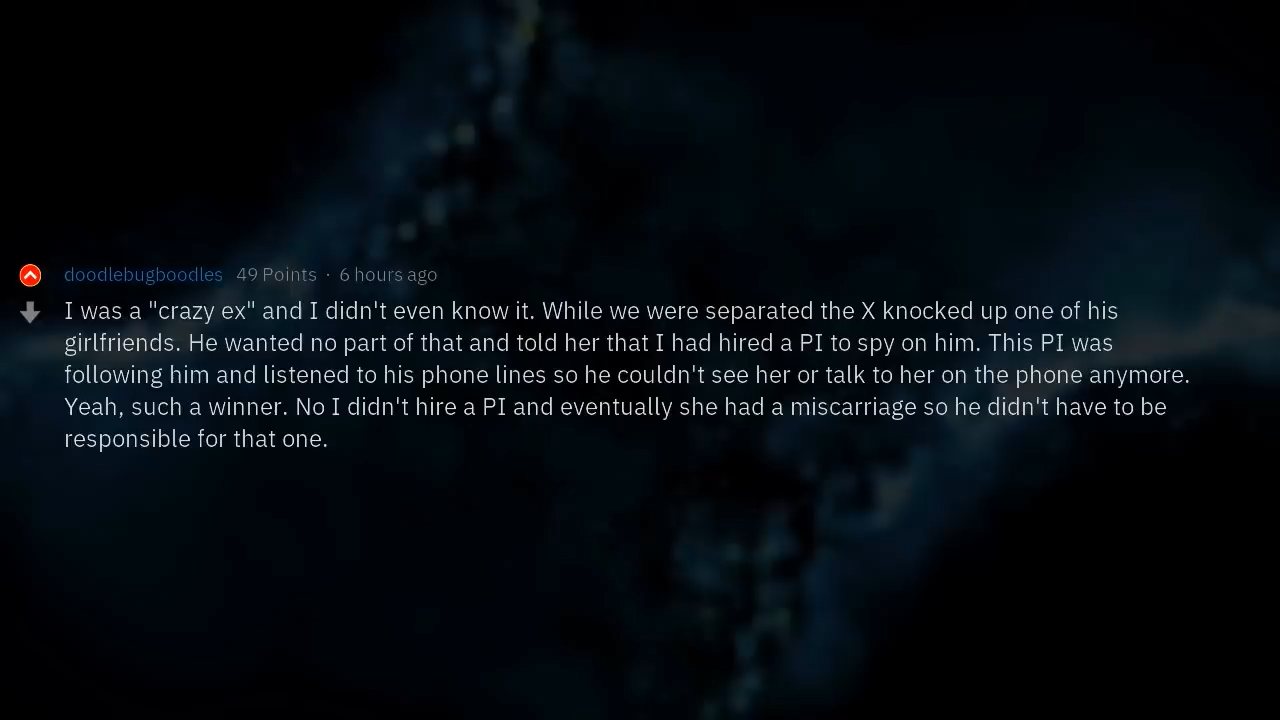 doodlebugboodles 49 Points · 6 hours ago
I was a "crazy ex" and I didn't even know it. While we were separated the X knocked up one of his
girlfriends. He wanted no part of that and told her that I had hired a PI to spy on him. This PI was
following him and listened to his phone lines so he couldn't see her or talk to her on the phone anymore.
Yeah, such a winner. No I didn't hire a PI and eventually she had a miscarriage so he didn't have to be
responsible for that one.